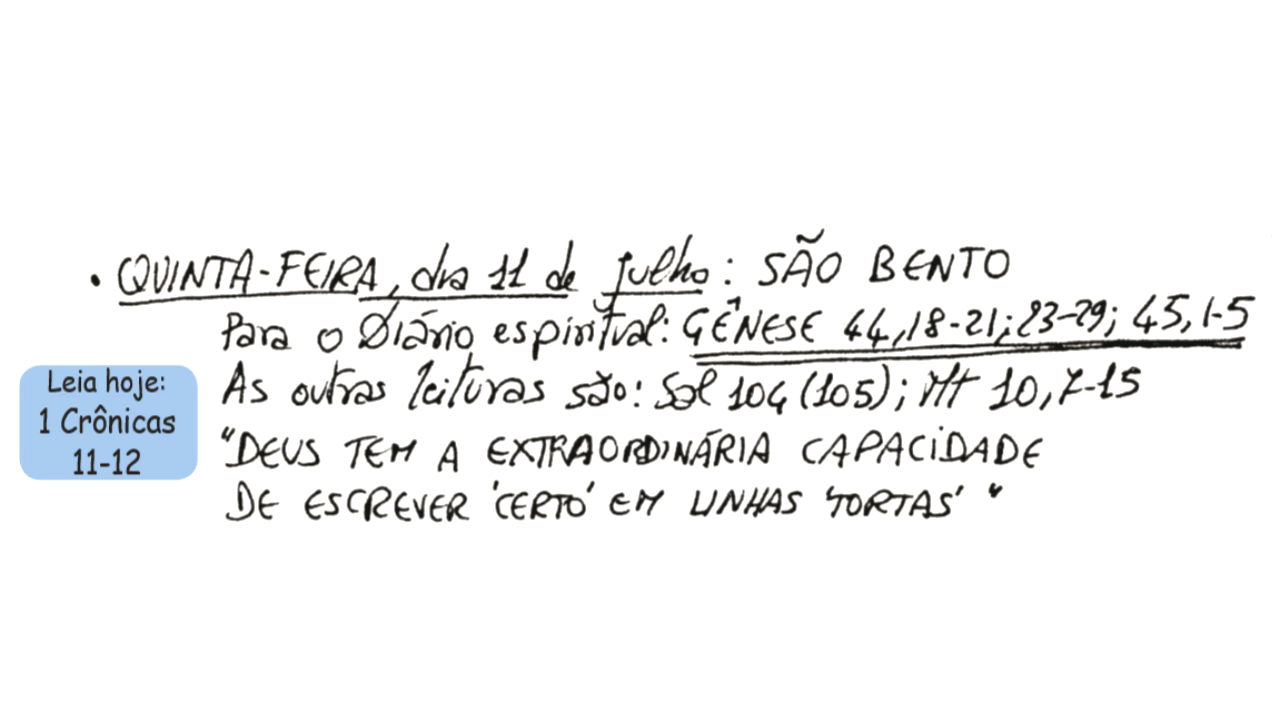 • QUINTA-FEIRA, dia 11 de julho: SÃO BENTO
Para o Diário espiritual: GÊNESE 44,18-21; 23-29; 45,1-5
As outras leituras são: Sal 104 (105); Mt 10,7-15
"DEUS TEM A EXTRAORDINÁRIA CAPACIDADE
DE ESCREVER 'CERTO' EM LINHAS 'TORTAS' "
Leia hoje:
1 Crônicas
11-12